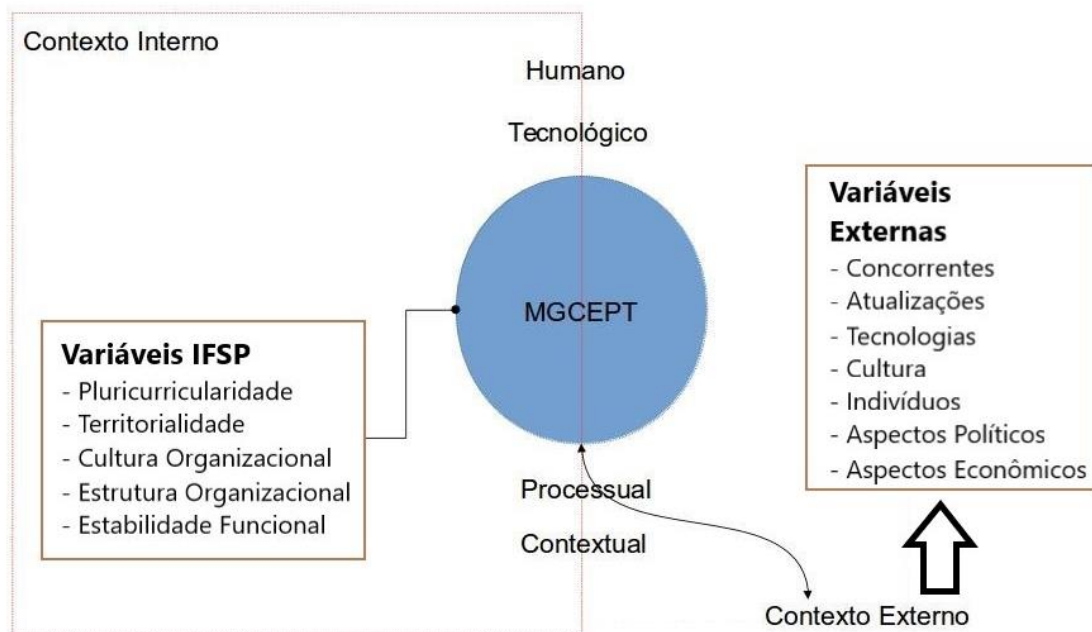 Contexto Interno
Humano
Tecnológico
MGCEPT
Variáveis IFSP
- Pluricurricularidade
- Territorialidade
- Cultura Organizacional
- Estrutura Organizacional
- Estabilidade Funcional
Processual
Contextual
Variáveis
Externas
- Concorrentes
- Atualizações
- Tecnologias
- Cultura
- Indivíduos
- Aspectos Políticos
- Aspectos Econômicos
Contexto Externo